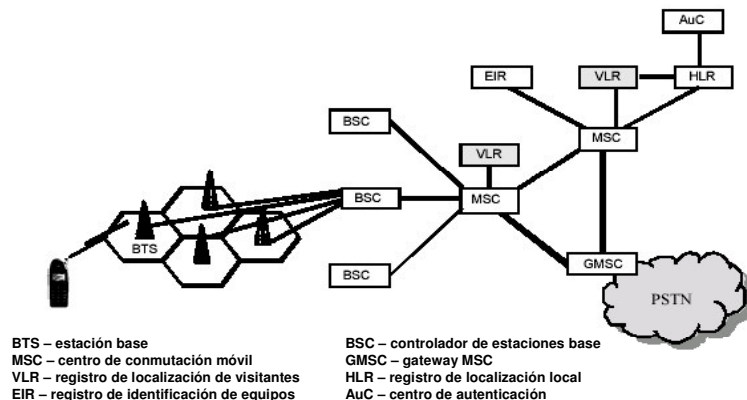 AuC
EIR
VLR
HLR
BSC
MSC
VLR
BSC
MSC
BTS
BSC
GMSC
PSTN
BTS – estación base
MSC – centro de conmutación móvil
VLR – registro de localización de visitantes
EIR – registro de identificación de equipos
BSC – controlador de estaciones base
GMSC – gateway MSC
HLR – registro de localización local
AuC – centro de autenticación